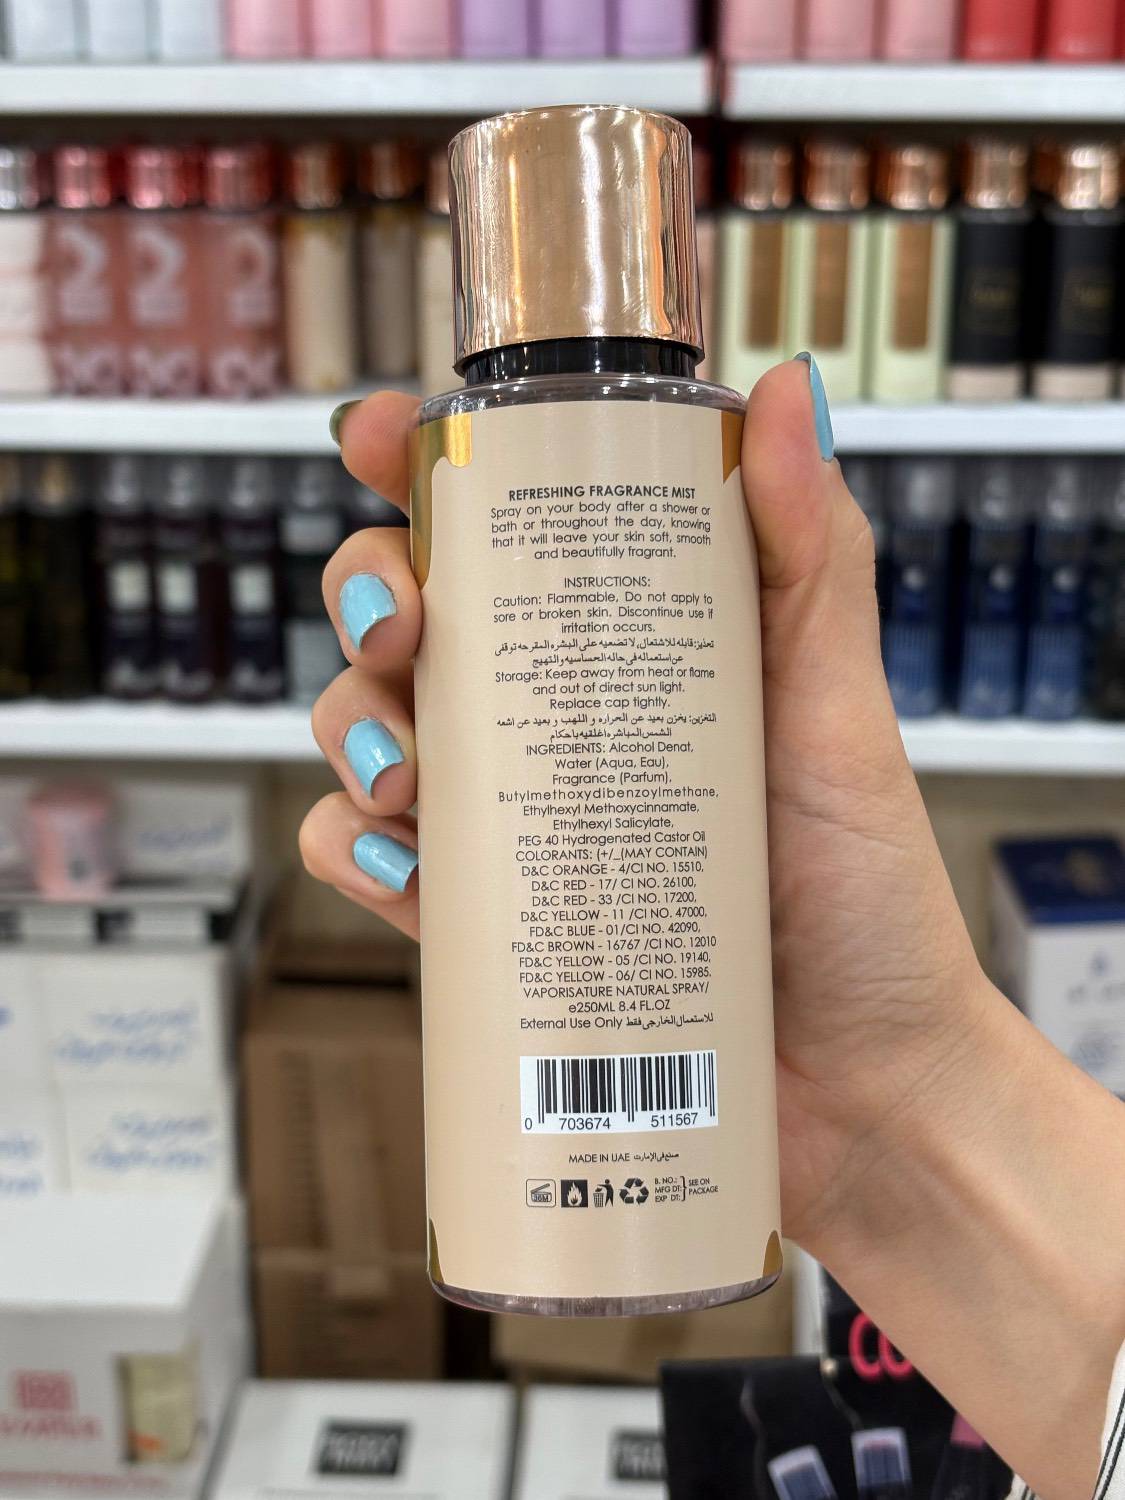 REFRESHING FRAGRANCE MIST
Spray on your body after a shower or
bath or throughout the day, knowing
that it will leave your skin soft, smooth
and beautifully fragrant.
INSTRUCTIONS:
Caution: Flammable, Do not apply to
sore or broken skin. Discontinue use if
irritation occurs.
تحذير: قابله للاشتعال, لا تضعيه على البشره المقرحه توقفى
عن استعماله فى حاله الحساسيه والتهيج
Storage: Keep away from heat or flame
and out of direct sun light.
Replace cap tightly.
التخزين: يخزن بعيد عن الحراره و اللهب و بعيد عن اشعه
الشمس المباشره اغلقيه باحكام
INGREDIENTS: Alcohol Denat,
Water (Aqua, Eau),
Fragrance (Parfum),
Butylmethoxydibenzoylmethane,
Ethylhexyl Methoxycinnamate,
Ethylhexyl Salicylate,
PEG 40 Hydrogenated Castor Oil
COLORANTS: (+/_(MAY CONTAIN)
D&C ORANGE - 4/CI NO. 15510,
D&C RED - 17/ CI NO. 26100,
D&C RED - 33 /CI NO. 17200,
D&C YELLOW - 11 /CI NO. 47000,
FD&C BLUE - 01/CI NO. 42090,
FD&C BROWN - 16767 /CI NO. 12010
FD&C YELLOW - 05 /CI NO. 19140,
FD&C YELLOW - 06/ CI NO. 15985.
VAPORISATURE NATURAL SPRAY/
e250ML 8.4 FL.OZ
External Use Only للاستعمال الخارجى فقط
0 703674 511567
MADE IN UAE صنع فى الإمارت
36M
B. NO.:
MFG DT:
EXP DT:
SEE ON
PACKAGE